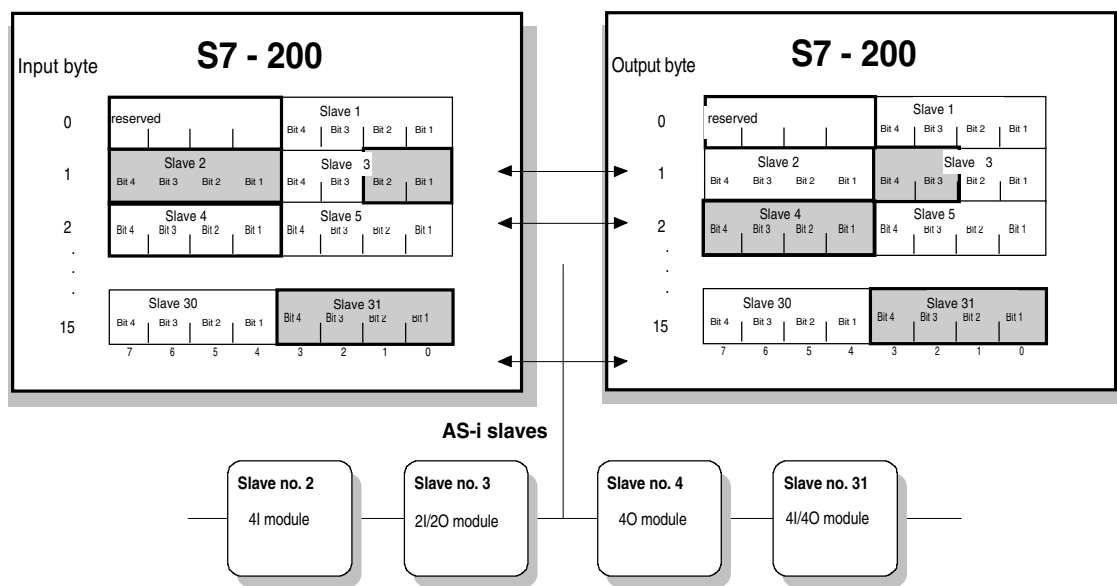 S7 - 200
Input byte
0
reserved
Slave 1
Bit 4 Bit 3 Bit 2 Bit 1
1
Slave 2
Slave 3
Bit 4 Bit 3 Bit 2 Bit 1 Bit 4 Bit 3 Bit 2 Bit 1
2
Slave 4
Slave 5
Bit 4 Bit 3 Bit 2 Bit 1 Bit 4 Bit 3 Bit 2 Bit 1
.
.
.
15
Slave 30
Slave 31
Bit 4 Bit 3 Bit 2 Bit 1 Bit 4 Bit 3 Bit 2 Bit 1
7 6 5 4 3 2 1 0
S7 - 200
Output byte
0
reserved
Slave 1
Bit 4 Bit 3 Bit 2 Bit 1
1
Slave 2
Slave 3
Bit 4 Bit 3 Bit 2 Bit 1 Bit 4 Bit 3 Bit 2 Bit 1
2
Slave 4
Slave 5
Bit 4 Bit 3 Bit 2 Bit 1 Bit 4 Bit 3 Bit 2 Bit 1
.
.
.
15
Slave 30
Slave 31
Bit 4 Bit 3 Bit 2 Bit 1 Bit 4 Bit 3 Bit 2 Bit 1
7 6 5 4 3 2 1 0
AS-i slaves
Slave no. 2
4I module
Slave no. 3
2I/2O module
Slave no. 4
4O module
Slave no. 31
4I/4O module